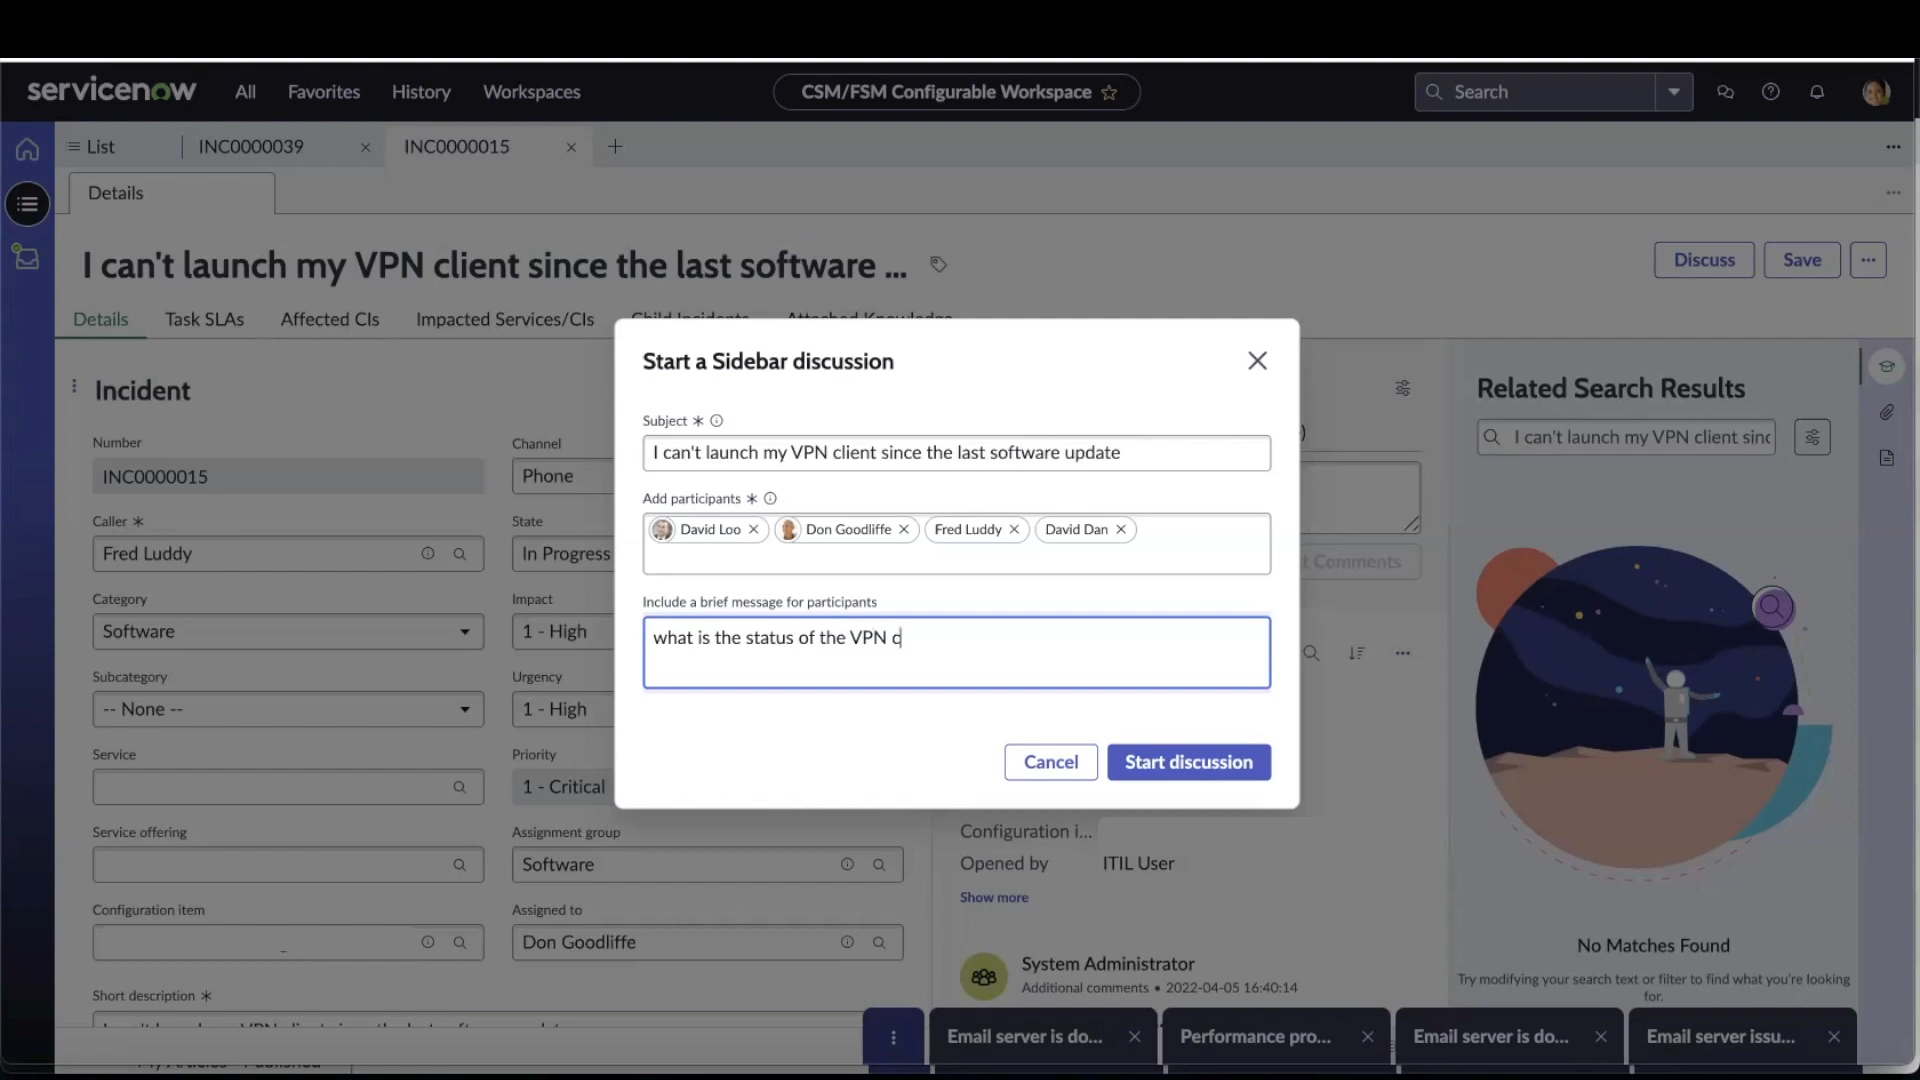 servicenow All Favorites History Workspaces CSM/FSM Configurable Workspace Search
List INC0000039 INC0000015
Details
I can't launch my VPN client since the last software ... Discuss Save
Details Task SLAs Affected CIs Impacted Services/CIs Child Incidents Attached Knowledge
Start a Sidebar discussion
Subject *
I can't launch my VPN client since the last software update
Add participants *
David Loo Don Goodliffe Fred Luddy David Dan
Include a brief message for participants
what is the status of the VPN c
Cancel Start discussion
Incident
Number
INC0000015
Caller *
Fred Luddy
Category
Software
Subcategory
-- None --
Service
Service offering
Configuration item
Short description *
Channel
Phone
State
In Progress
Impact
1 - High
Urgency
1 - High
Priority
1 - Critical
Assignment group
Software
Assigned to
Don Goodliffe
t Comments
Configuration i...
Opened by ITIL User
Show more
System Administrator
Additional comments • 2022-04-05 16:40:14
Related Search Results
I can't launch my VPN client sinc
No Matches Found
Try modifying your search text or filter to find what you're looking
for.
Email server is do... Performance pro... Email server is do... Email server issu...